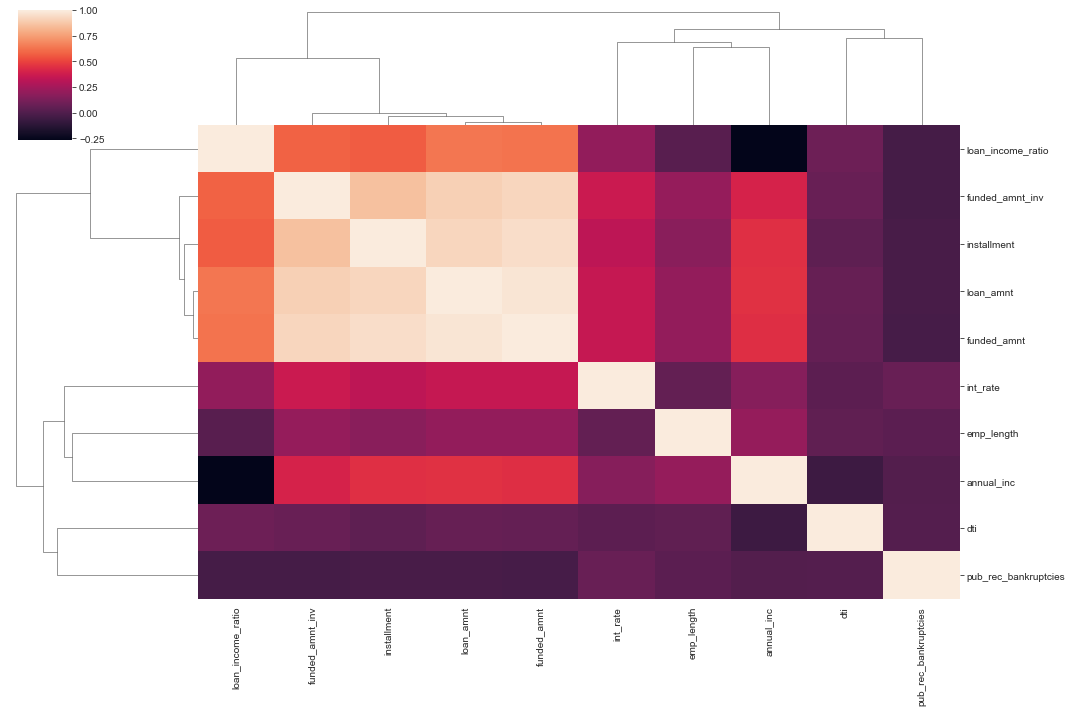 1.00
0.75
0.50
0.25
0.00
−0.25
loan_income_ratio
funded_amnt_inv
installment
loan_amnt
funded_amnt
int_rate
emp_length
annual_inc
dti
pub_rec_bankruptcies
loan_income_ratio
funded_amnt_inv
installment
loan_amnt
funded_amnt
int_rate
emp_length
annual_inc
dti
pub_rec_bankruptcies